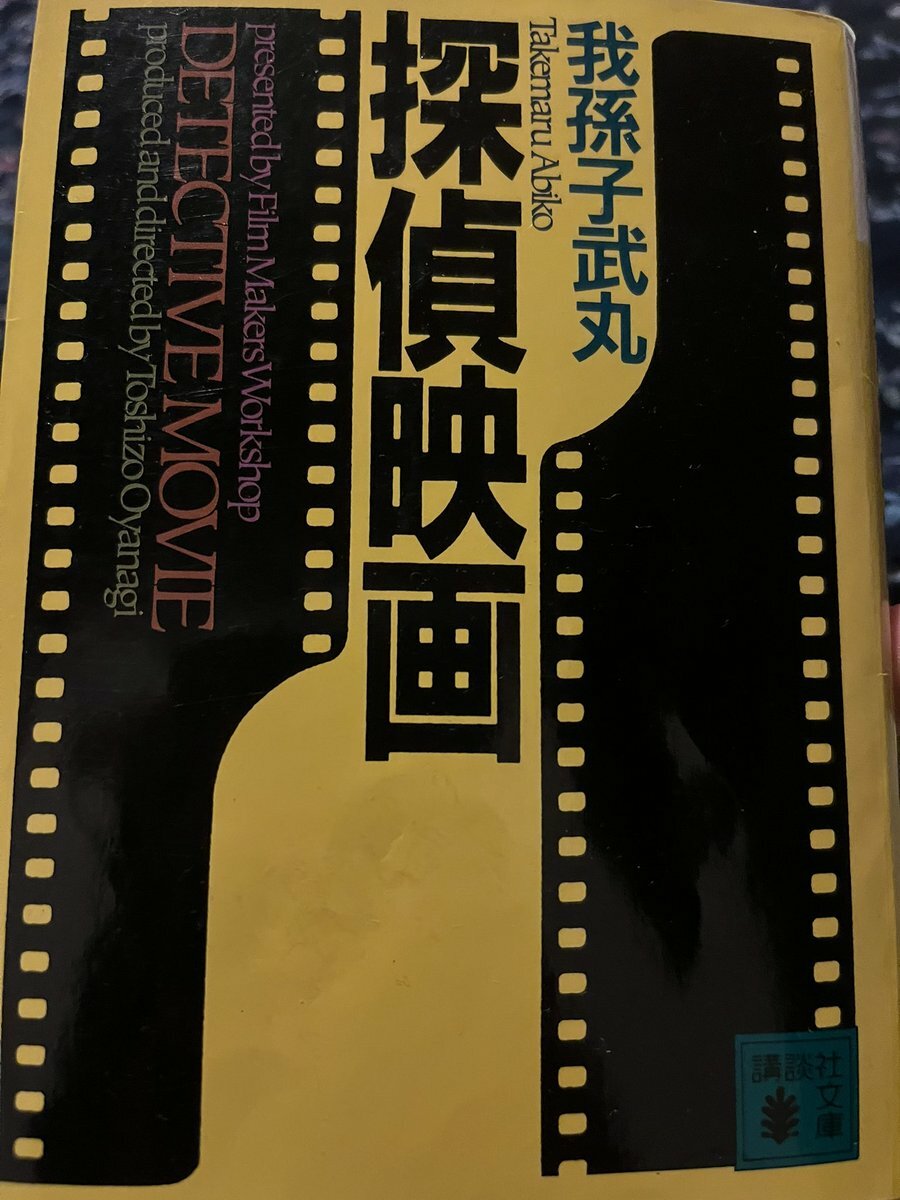 我孫子武丸
Takemaru Abiko
探偵映画
presented by Film Makers Workshop
DETECTIVE MOVIE
produced and directed by Toshizo Oyanagi
講談社文庫